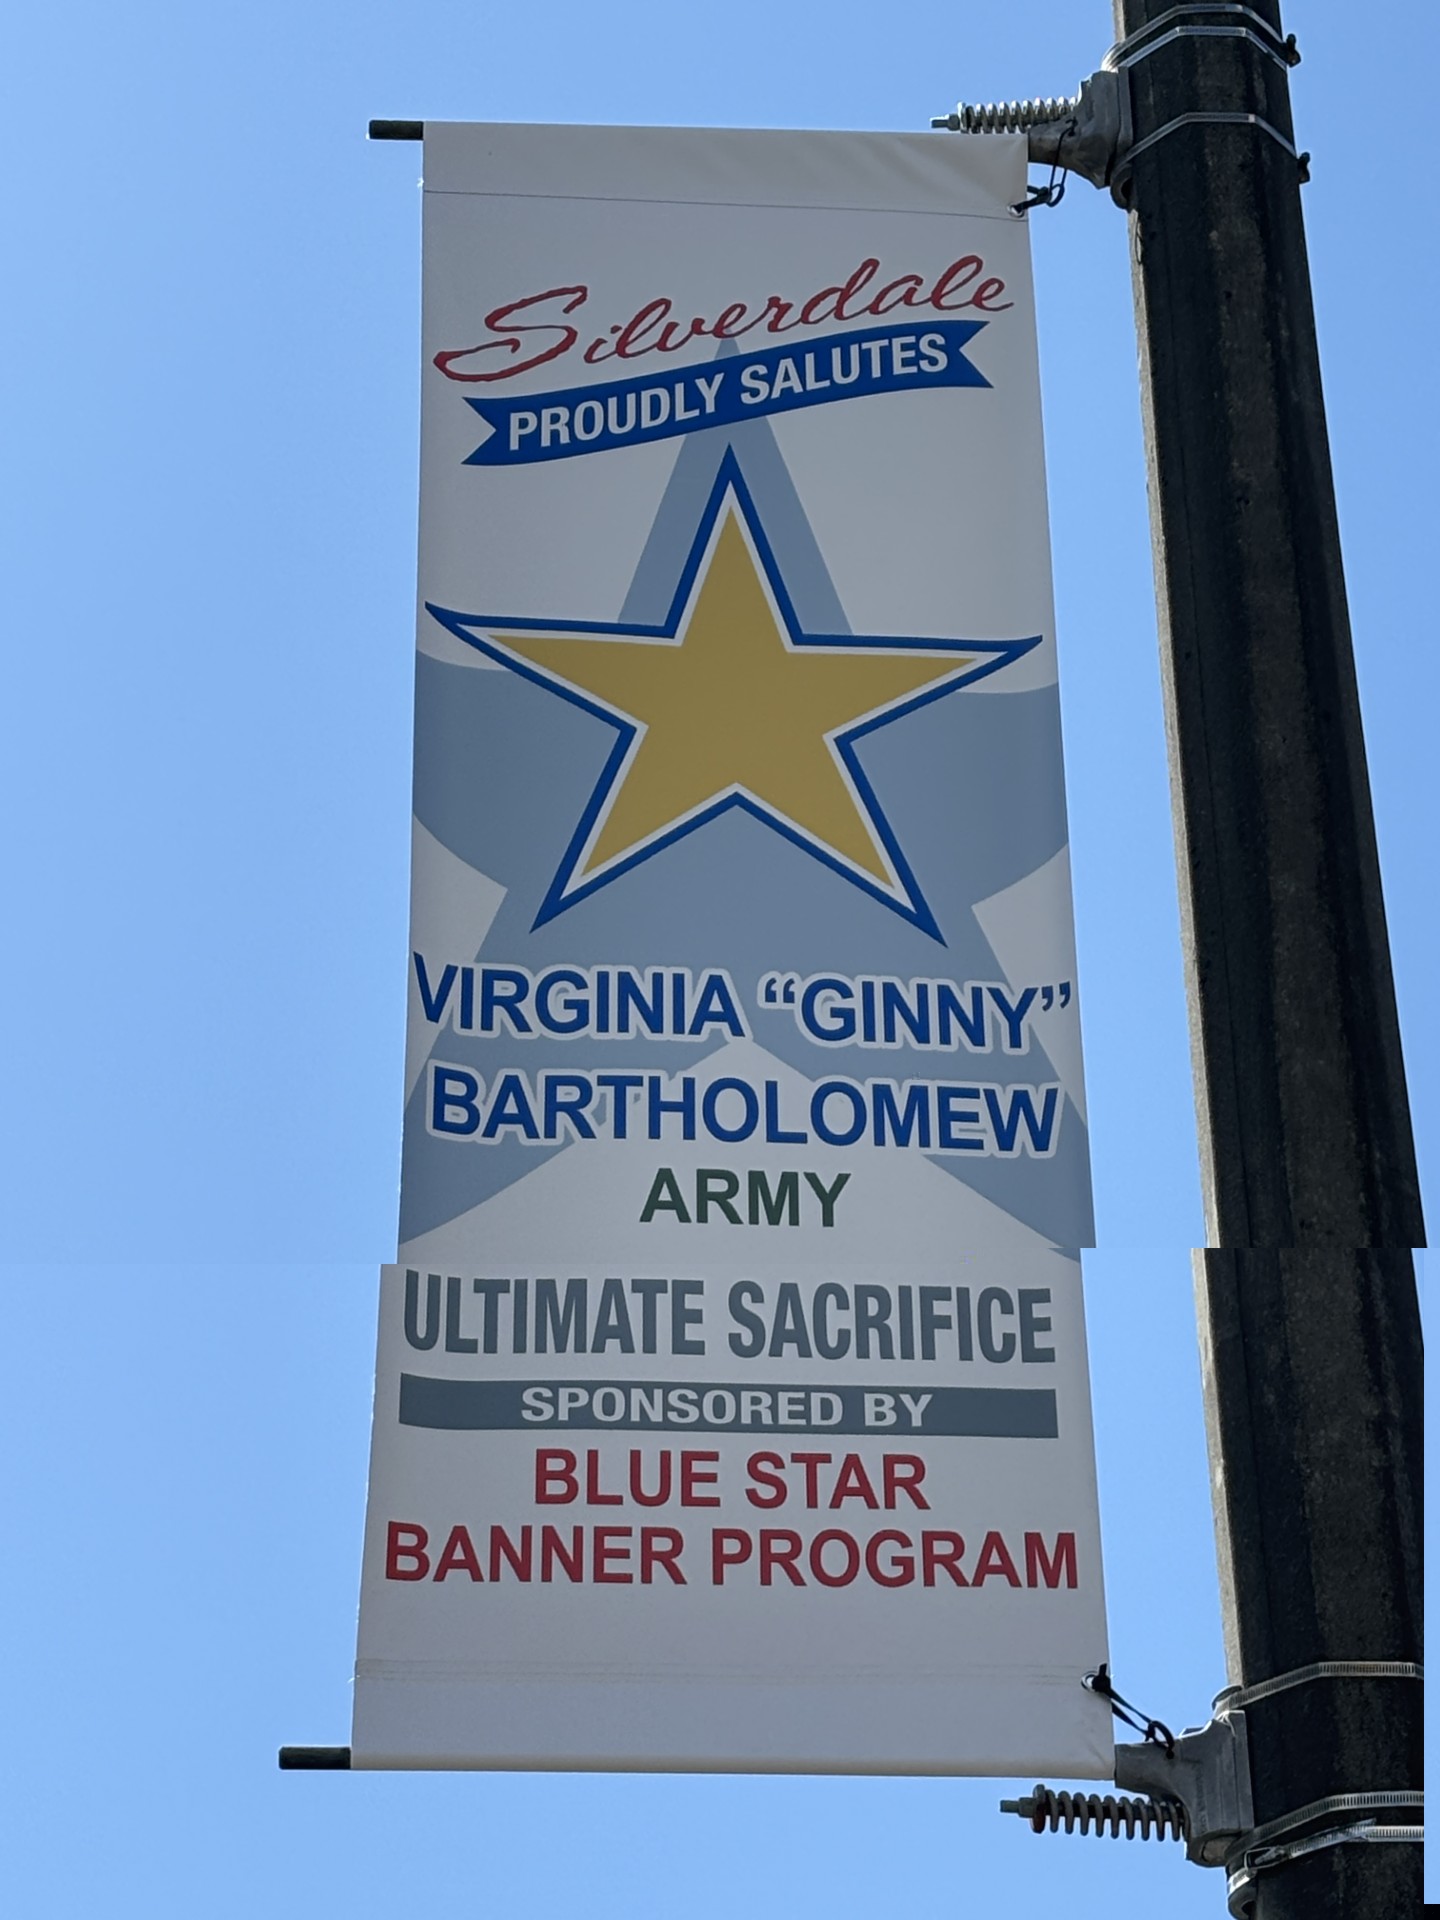 Silverdale
PROUDLY SALUTES
VIRGINIA “GINNY”
BARTHOLOMEW
ARMY
ULTIMATE SACRIFICE
SPONSORED BY
BLUE STAR
BANNER PROGRAM